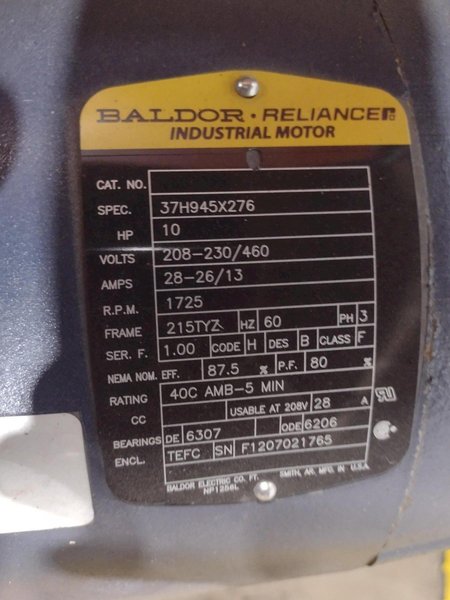 BALDOR · RELIANCE
INDUSTRIAL MOTOR
CAT. NO.
SPEC. 37H945X276
HP 10
VOLTS 208-230/460
AMPS 28-26/13
R.P.M. 1725
FRAME 215TYZ HZ 60 PH 3
SER. F. 1.00 CODE H DES B CLASS F
NEMA NOM. EFF. 87.5 % P.F. 80 %
RATING 40C AMB-5 MIN
CC USABLE AT 208V 28 A
BEARINGS DE 6307 ODE 6206
ENCL. TEFC SN F1207021765
BALDOR ELECTRIC CO. FT. SMITH, AR. MFG. IN U.S.A.
NP1256L